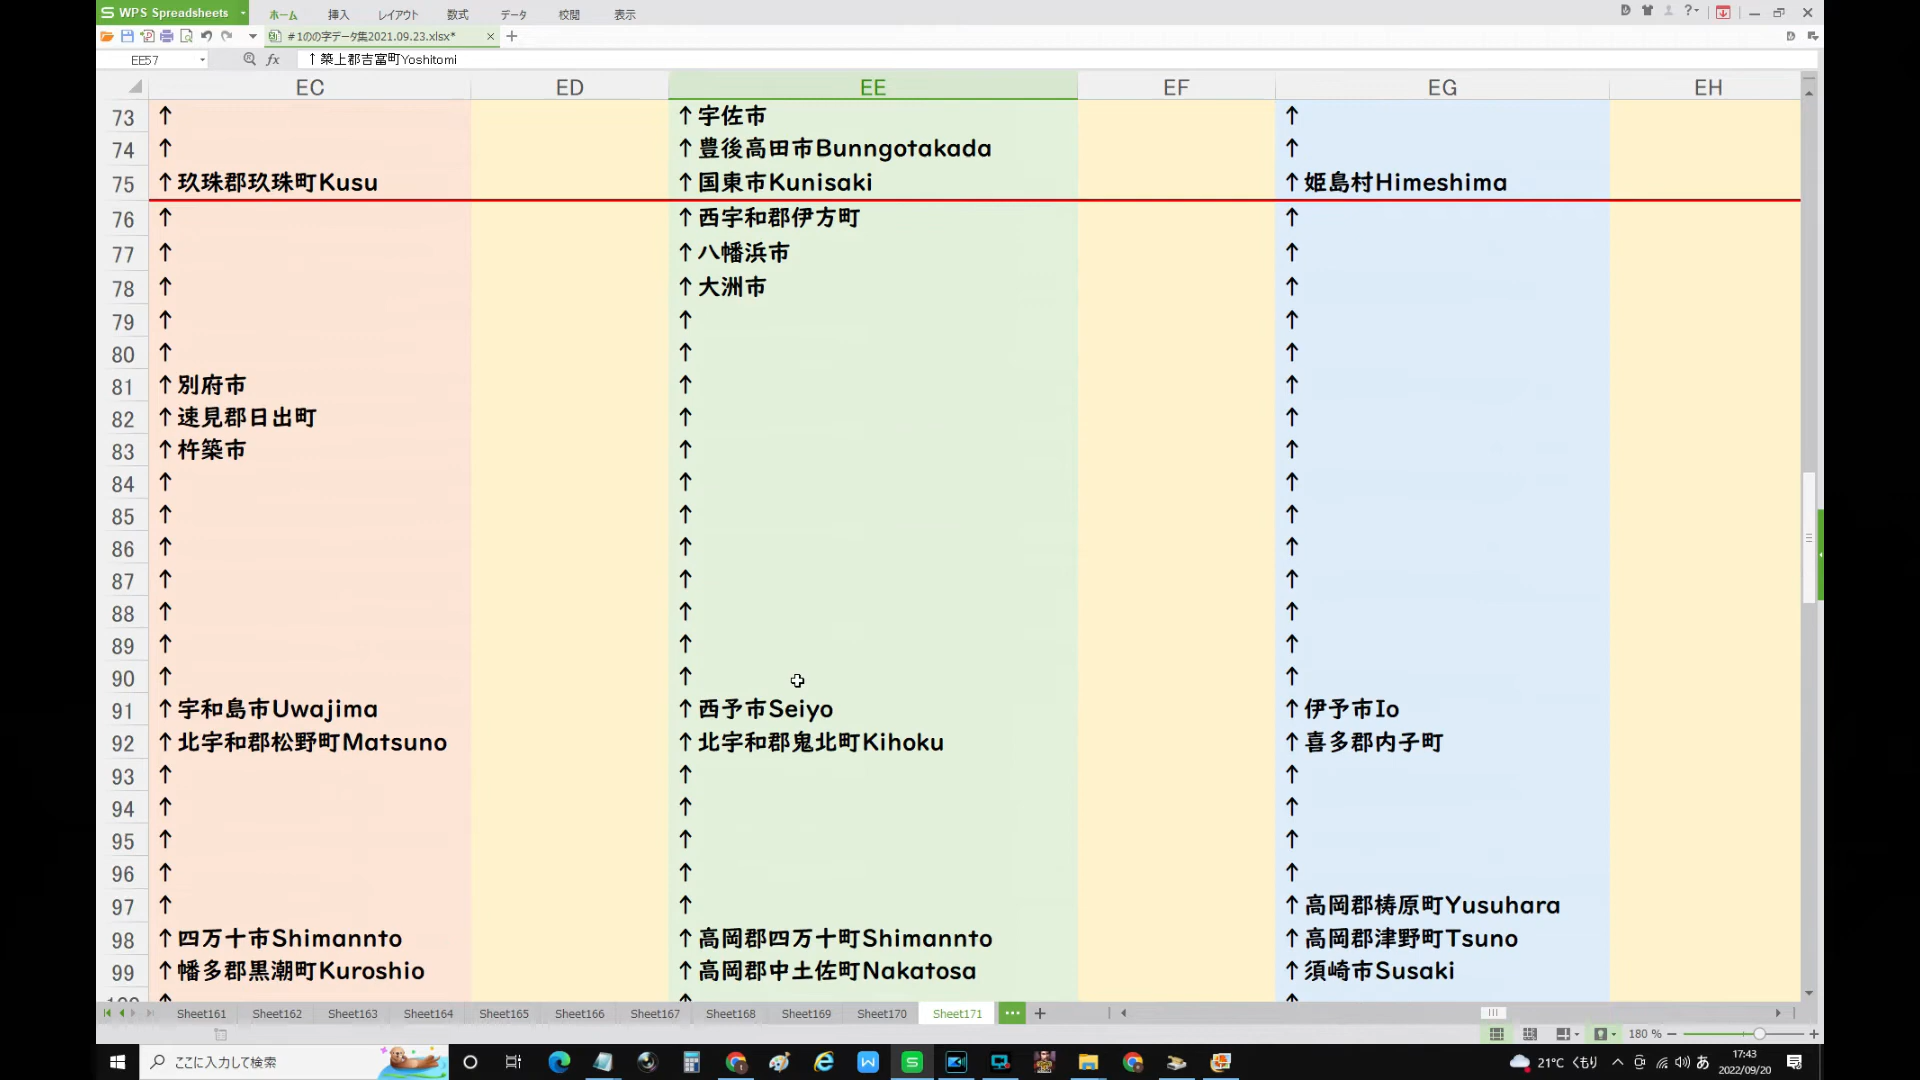 WPS Spreadsheets
ホーム 挿入 レイアウト 数式 データ 校閲 表示
#1のの字データ集2021.09.23.xlsx*
EE57 fx ↑築上郡吉富町Yoshitomi
EC ED EE EF EG EH
73 ↑ ↑宇佐市 ↑
74 ↑ ↑豊後高田市Bunngotakada ↑
75 ↑玖珠郡玖珠町Kusu ↑国東市Kunisaki ↑姫島村Himeshima
76 ↑ ↑西宇和郡伊方町 ↑
77 ↑ ↑八幡浜市 ↑
78 ↑ ↑大洲市 ↑
79 ↑ ↑ ↑
80 ↑ ↑ ↑
81 ↑別府市 ↑ ↑
82 ↑速見郡日出町 ↑ ↑
83 ↑杵築市 ↑ ↑
84 ↑ ↑ ↑
85 ↑ ↑ ↑
86 ↑ ↑ ↑
87 ↑ ↑ ↑
88 ↑ ↑ ↑
89 ↑ ↑ ↑
90 ↑ ↑ ↑
91 ↑宇和島市Uwajima ↑西予市Seiyo ↑伊予市Io
92 ↑北宇和郡松野町Matsuno ↑北宇和郡鬼北町Kihoku ↑喜多郡内子町
93 ↑ ↑ ↑
94 ↑ ↑ ↑
95 ↑ ↑ ↑
96 ↑ ↑ ↑
97 ↑ ↑ ↑高岡郡梼原町Yusuhara
98 ↑四万十市Shimannto ↑高岡郡四万十町Shimannto ↑高岡郡津野町Tsuno
99 ↑幡多郡黒潮町Kuroshio ↑高岡郡中土佐町Nakatosa ↑須崎市Susaki
Sheet161 Sheet162 Sheet163 Sheet164 Sheet165 Sheet166 Sheet167 Sheet168 Sheet169 Sheet170 Sheet171
180 %
ここに入力して検索
21°C くもり
あ
17:43
2022/09/20